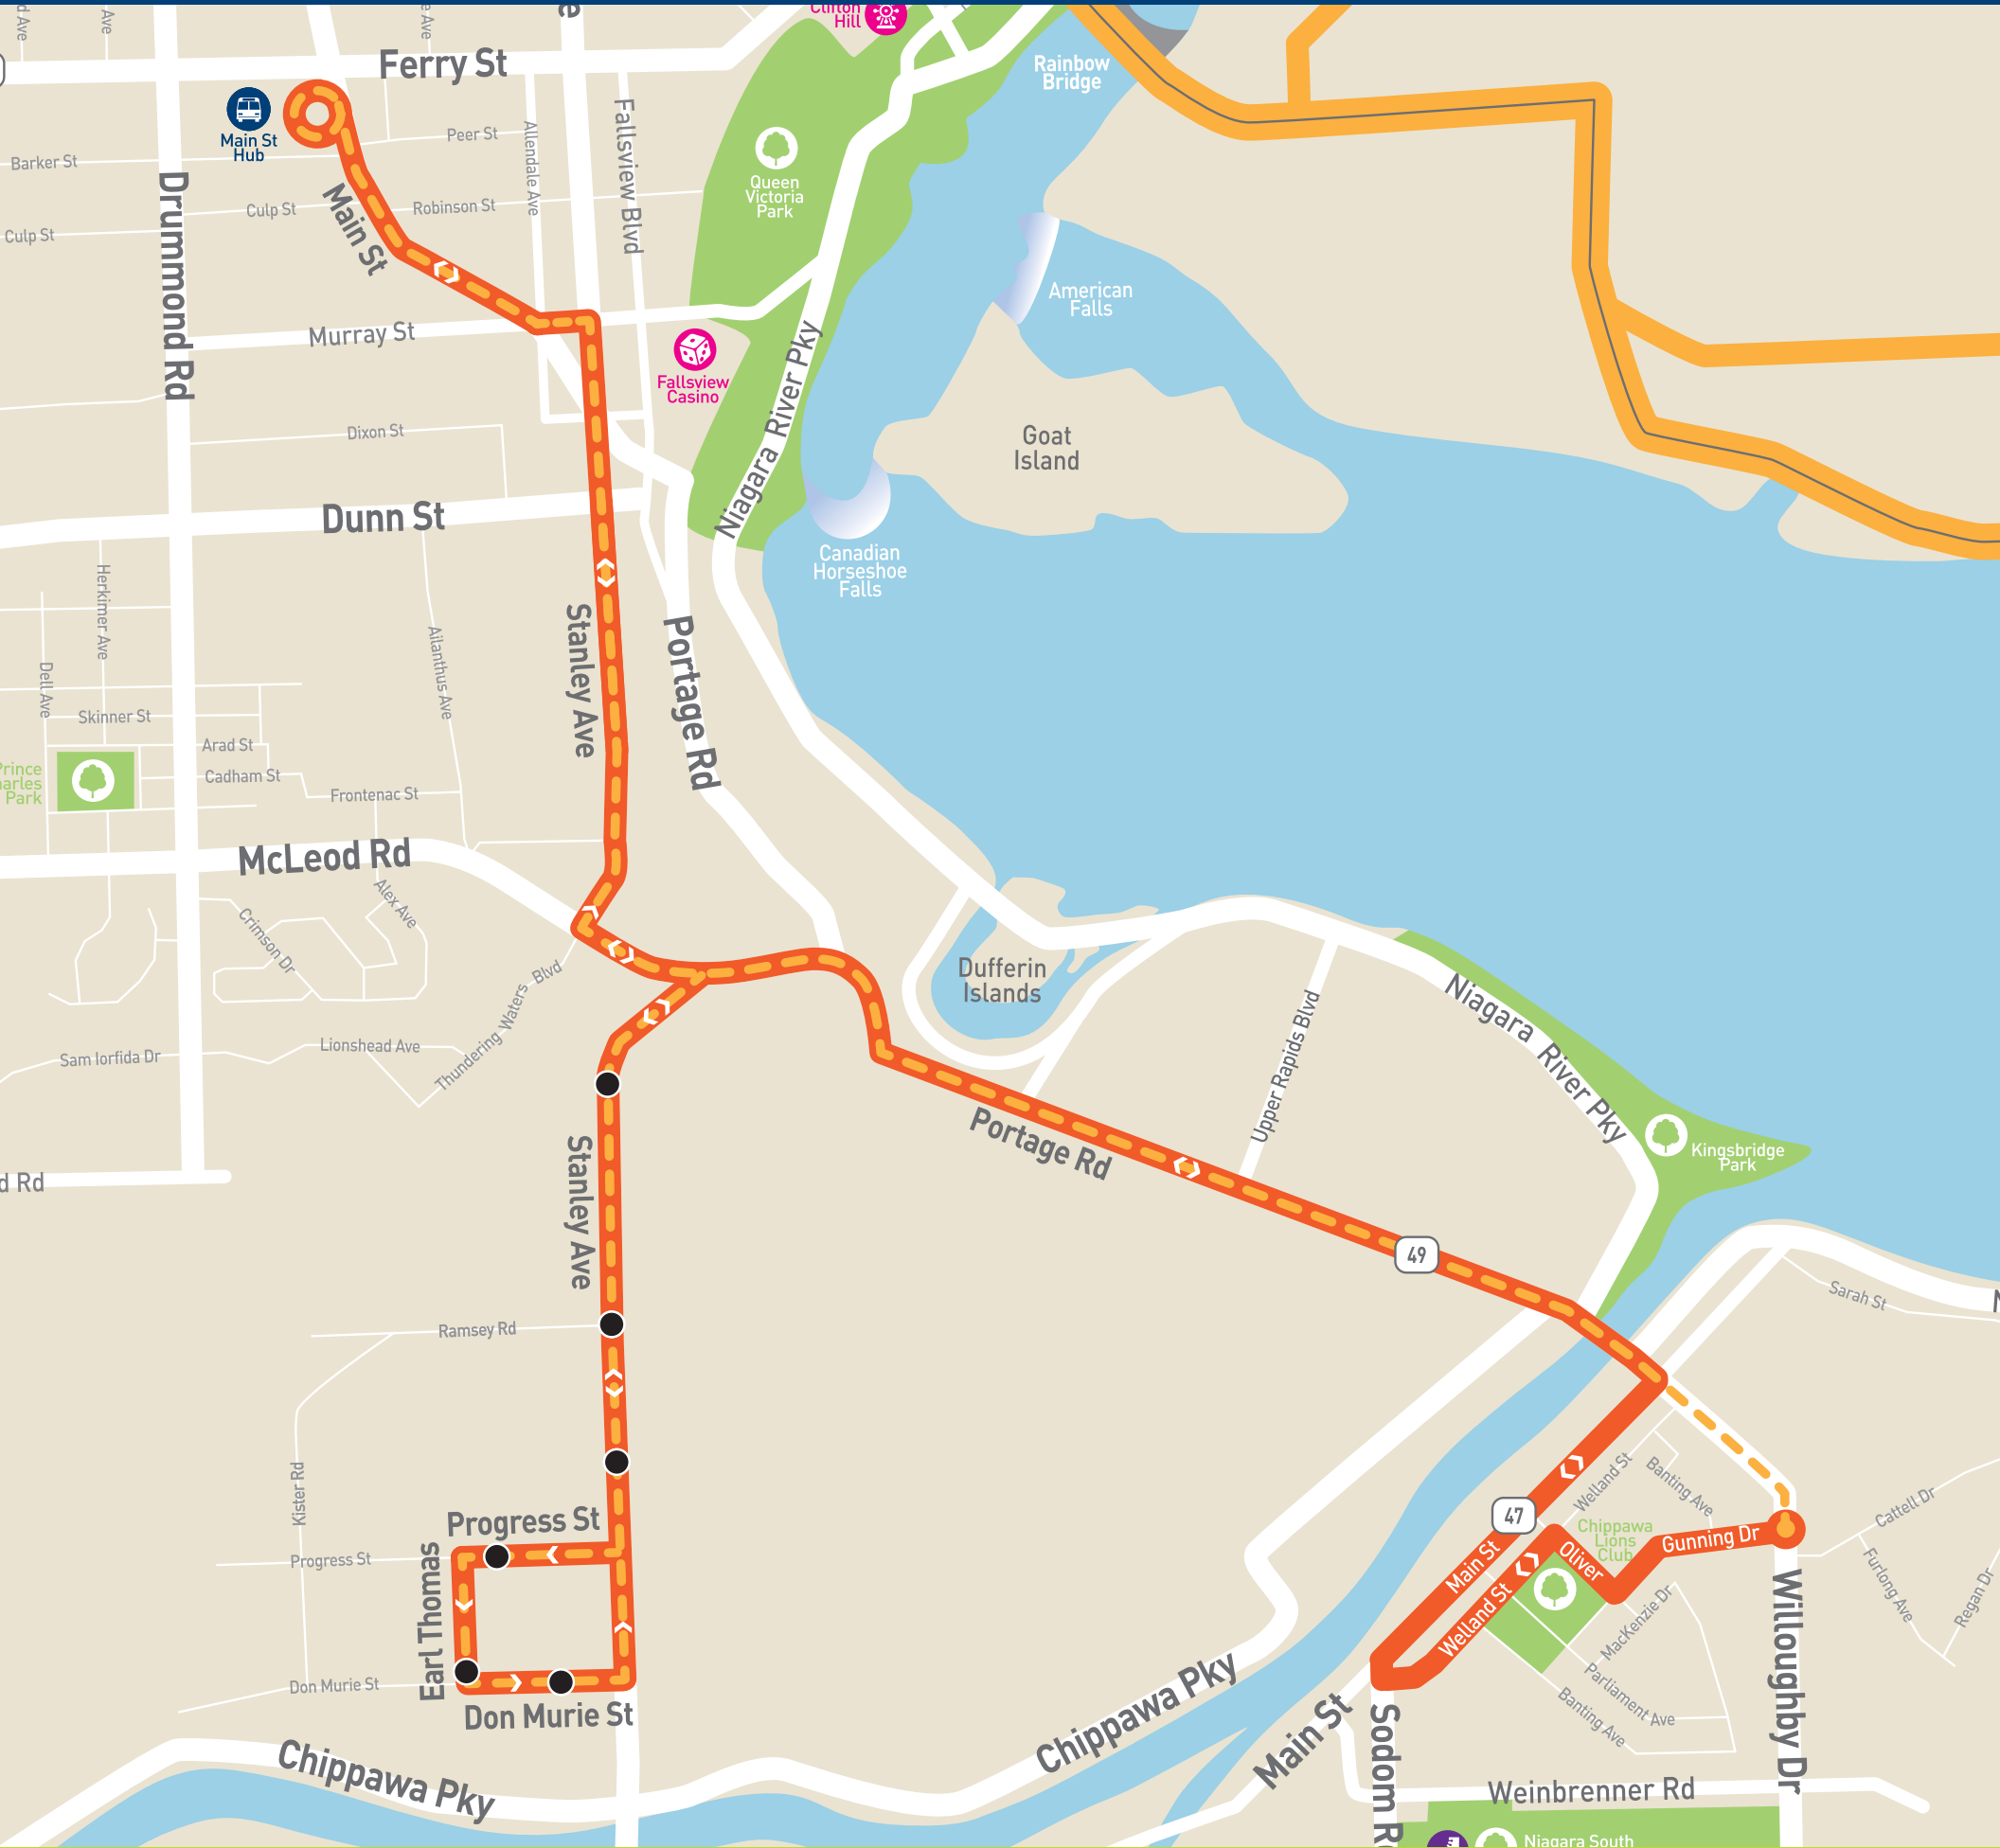 Clifton
Hill
Ferry St
Rainbow
Bridge
Main St
Hub
Barker St
Peer St
Allendale Ave
Fallsview Blvd
Queen
Victoria
Park
Drummond Rd
Culp St
Culp St
Main St
Robinson St
American
Falls
Murray St
Fallsview
Casino
Niagara River Pky
Dixon St
Goat
Island
Dunn St
Canadian
Horseshoe
Falls
Herkimer Ave
Dell Ave
Ailanthus Ave
Stanley Ave
Portage Rd
Skinner St
Arad St
Cadham St
Frontenac St
Prince
Charles
Park
McLeod Rd
Alex Ave
Crimson Dr
Thundering Waters Blvd
Dufferin
Islands
Niagara River Pky
Upper Rapids Blvd
Sam Iorfida Dr
Lionshead Ave
Portage Rd
Kingsbridge
Park
Stanley Ave
d Rd
49
Sarah St
Ramsey Rd
Kister Rd
Welland St
Banting Ave
Cattell Dr
47
Chippawa
Lions
Club
Gunning Dr
Oliver
Main St
Welland St
Furlong Ave
Regan Dr
Progress St
Progress St
Earl Thomas
MacKenzie Dr
Parliament Ave
Banting Ave
Willoughby Dr
Don Murie St
Don Murie St
Chippawa Pky
Chippawa Pky
Main St
Sodom R
Weinbrenner Rd
Niagara South